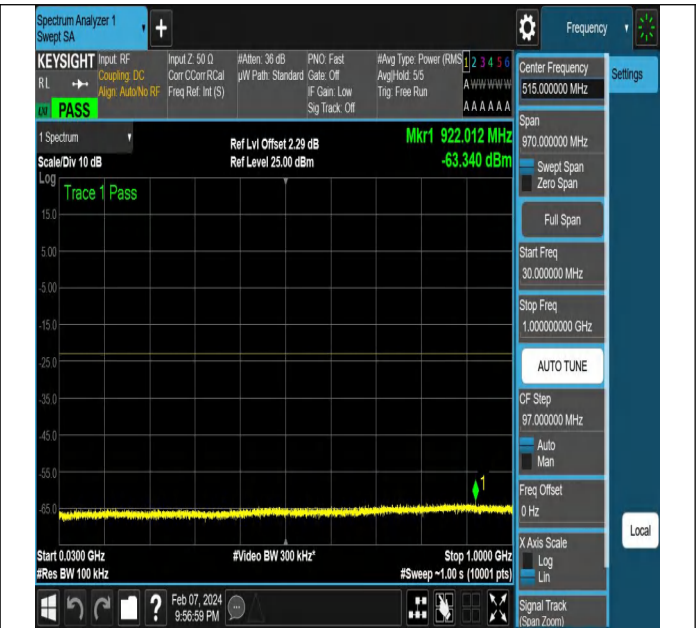 Spectrum Analyzer 1
Swept SA
+
Frequency
KEYSIGHT
RL
PASS
Input: RF
Coupling: DC
Align: Auto/No RF
Input Z: 50 Ω
Corr CCorr RCal
Freq Ref: Int (S)
#Atten: 36 dB
µW Path: Standard
PNO: Fast
Gate: Off
IF Gain: Low
Sig Track: Off
#Avg Type: Power (RMS
Avg|Hold: 5/5
Trig: Free Run
1 2 3 4 5 6
A W W W W W
A A A A A A
1 Spectrum
Scale/Div 10 dB
Ref Lvl Offset 2.29 dB
Ref Level 25.00 dBm
Mkr1 922.012 MHz
-63.340 dBm
Log
Trace 1 Pass
15.0
5.00
-5.00
-15.0
-25.0
-35.0
-45.0
-55.0
-65.0
1
Start 0.0300 GHz
#Video BW 300 kHz*
Stop 1.0000 GHz
#Res BW 100 kHz
#Sweep ~1.00 s (10001 pts)
?
Feb 07, 2024
9:56:59 PM
Center Frequency
515.000000 MHz
Settings
Span
970.000000 MHz
Swept Span
Zero Span
Full Span
Start Freq
30.000000 MHz
Stop Freq
1.000000000 GHz
AUTO TUNE
CF Step
97.000000 MHz
Auto
Man
Freq Offset
0 Hz
X Axis Scale
Log
Lin
Local
Signal Track
(Span Zoom)